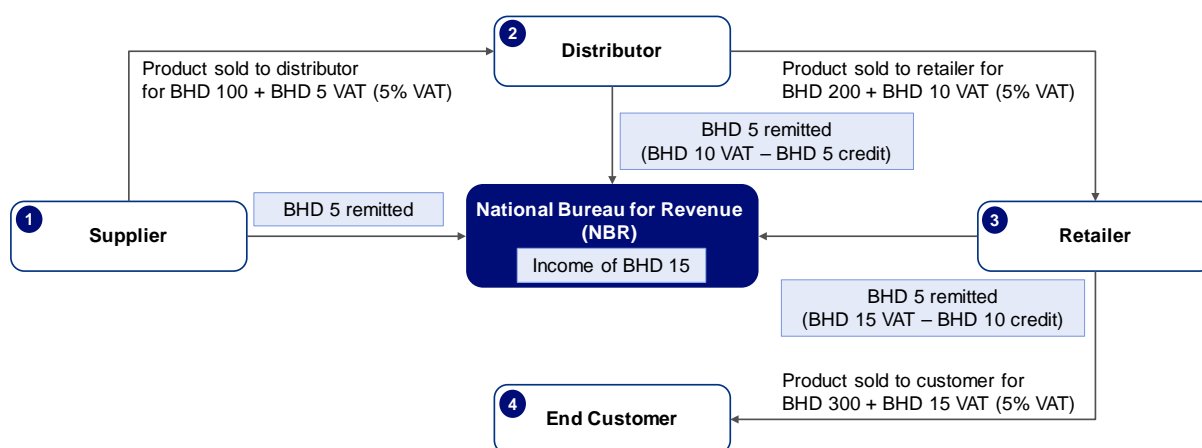 1
Supplier
Product sold to distributor
for BHD 100 + BHD 5 VAT (5% VAT)
2
Distributor
Product sold to retailer for
BHD 200 + BHD 10 VAT (5% VAT)
BHD 5 remitted
(BHD 10 VAT – BHD 5 credit)
BHD 5 remitted
National Bureau for Revenue
(NBR)
Income of BHD 15
3
Retailer
BHD 5 remitted
(BHD 15 VAT – BHD 10 credit)
Product sold to customer for
BHD 300 + BHD 15 VAT (5% VAT)
4
End Customer